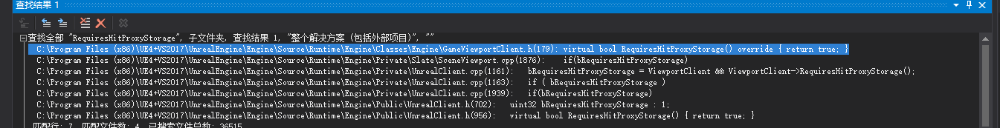 查找结果 1
查找全部 "RequiresHitProxyStorage", 子文件夹, 查找结果 1, "整个解决方案 (包括外部项目)", ""
C:\Program Files (x86)\UE4+VS2017\UnrealEngine\Engine\Source\Runtime\Engine\Classes\Engine\GameViewportClient.h(179): virtual bool RequiresHitProxyStorage() override { return true; }
C:\Program Files (x86)\UE4+VS2017\UnrealEngine\Engine\Source\Runtime\Engine\Private\Slate\SceneViewport.cpp(1876): if(bRequiresHitProxyStorage)
C:\Program Files (x86)\UE4+VS2017\UnrealEngine\Engine\Source\Runtime\Engine\Private\UnrealClient.cpp(1161): bRequiresHitProxyStorage = ViewportClient && ViewportClient->RequiresHitProxyStorage();
C:\Program Files (x86)\UE4+VS2017\UnrealEngine\Engine\Source\Runtime\Engine\Private\UnrealClient.cpp(1163): if ( bRequiresHitProxyStorage )
C:\Program Files (x86)\UE4+VS2017\UnrealEngine\Engine\Source\Runtime\Engine\Private\UnrealClient.cpp(1939): if(bRequiresHitProxyStorage)
C:\Program Files (x86)\UE4+VS2017\UnrealEngine\Engine\Source\Runtime\Engine\Public\UnrealClient.h(702): uint32 bRequiresHitProxyStorage : 1;
C:\Program Files (x86)\UE4+VS2017\UnrealEngine\Engine\Source\Runtime\Engine\Public\UnrealClient.h(956): virtual bool RequiresHitProxyStorage() { return true; }
匹配行: 7 匹配文件数: 4 已搜索文件总数: 36515